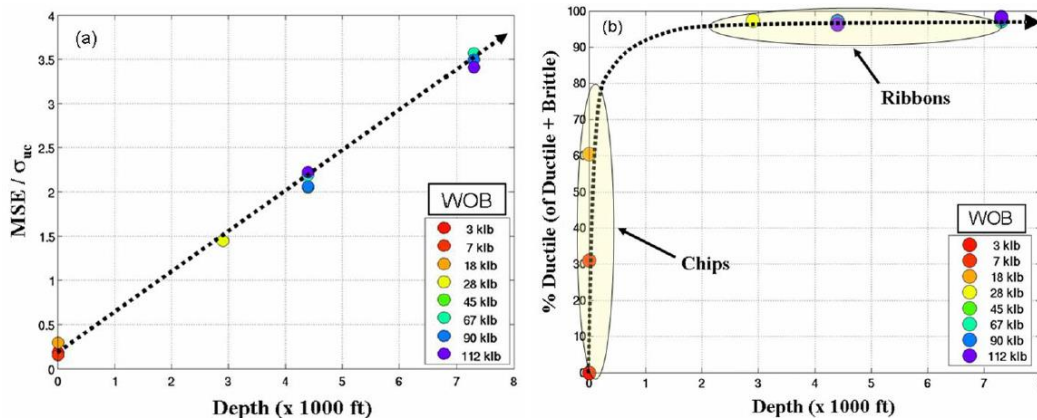 (a)
MSE / σuc
4
3.5
3
2.5
2
1.5
1
0.5
0
0 1 2 3 4 5 6 7 8
Depth (x 1000 ft)
WOB
3 klb
7 klb
18 klb
28 klb
45 klb
67 klb
90 klb
112 klb
(b)
% Ductile (of Ductile + Brittle)
100
90
80
70
60
50
40
30
20
10
0
0 1 2 3 4 5 6 7
Depth (x 1000 ft)
Ribbons
Chips
WOB
3 klb
7 klb
18 klb
28 klb
45 klb
67 klb
90 klb
112 klb